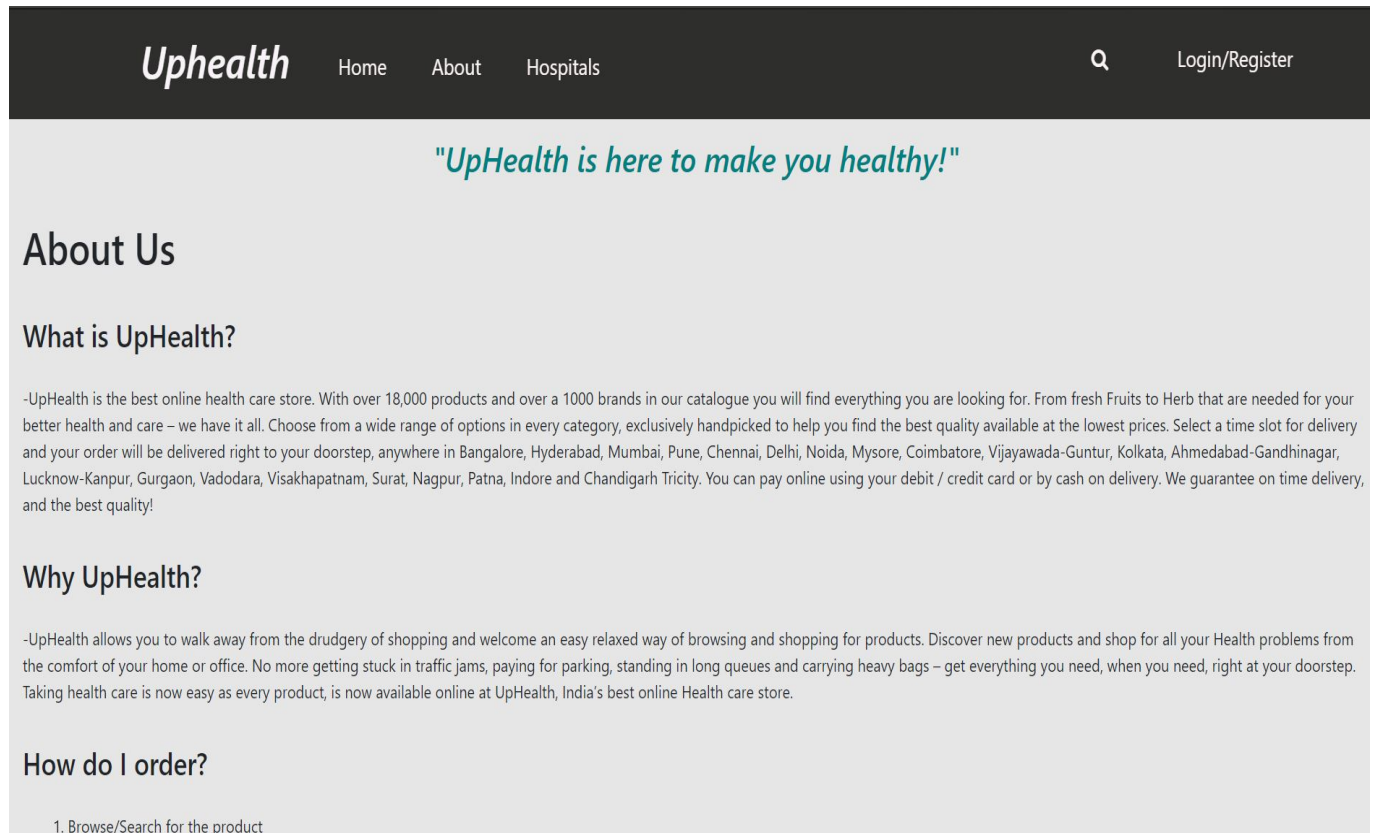 Uphealth Home About Hospitals Login/Register
"UpHealth is here to make you healthy!"
About Us
What is UpHealth?
-UpHealth is the best online health care store. With over 18,000 products and over a 1000 brands in our catalogue you will find everything you are looking for. From fresh Fruits to Herb that are needed for your
better health and care – we have it all. Choose from a wide range of options in every category, exclusively handpicked to help you find the best quality available at the lowest prices. Select a time slot for delivery
and your order will be delivered right to your doorstep, anywhere in Bangalore, Hyderabad, Mumbai, Pune, Chennai, Delhi, Noida, Mysore, Coimbatore, Vijayawada-Guntur, Kolkata, Ahmedabad-Gandhinagar,
Lucknow-Kanpur, Gurgaon, Vadodara, Visakhapatnam, Surat, Nagpur, Patna, Indore and Chandigarh Tricity. You can pay online using your debit / credit card or by cash on delivery. We guarantee on time delivery,
and the best quality!
Why UpHealth?
-UpHealth allows you to walk away from the drudgery of shopping and welcome an easy relaxed way of browsing and shopping for products. Discover new products and shop for all your Health problems from
the comfort of your home or office. No more getting stuck in traffic jams, paying for parking, standing in long queues and carrying heavy bags – get everything you need, when you need, right at your doorstep.
Taking health care is now easy as every product, is now available online at UpHealth, India's best online Health care store.
How do I order?
1. Browse/Search for the product